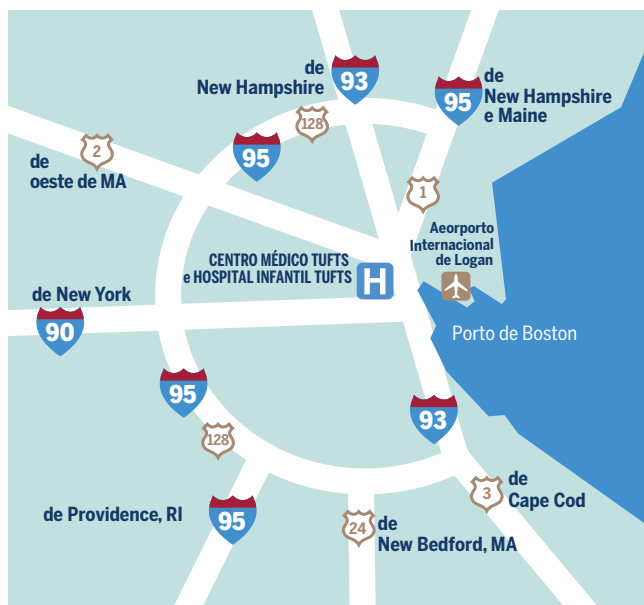 de
New Hampshire
93
95
de
New Hampshire
e Maine
128
95
2
de
oeste de MA
1
Aeorporto
Internacional
de Logan
CENTRO MÉDICO TUFTS
e HOSPITAL INFANTIL TUFTS
H
de New York
90
Porto de Boston
95
93
128
3
de
Cape Cod
de Providence, RI
95
24
de
New Bedford, MA